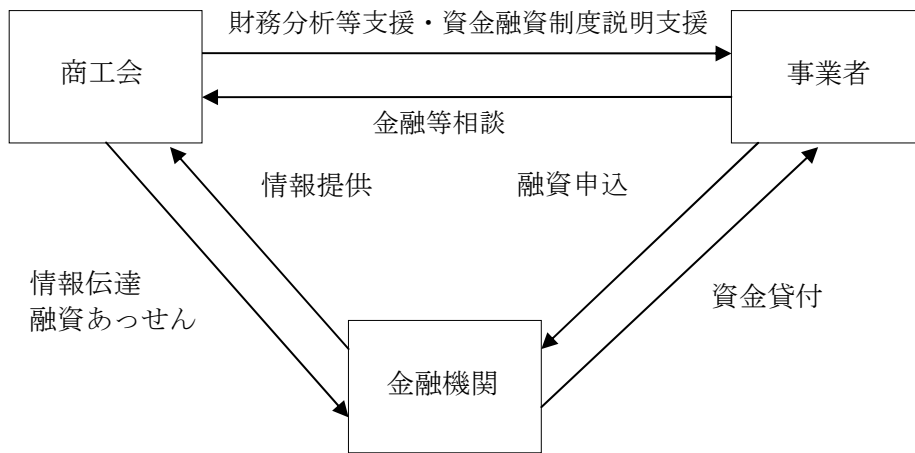 財務分析等支援・資金融資制度説明支援
商工会
事業者
金融等相談
情報提供
融資申込
情報伝達
融資あっせん
資金貸付
金融機関